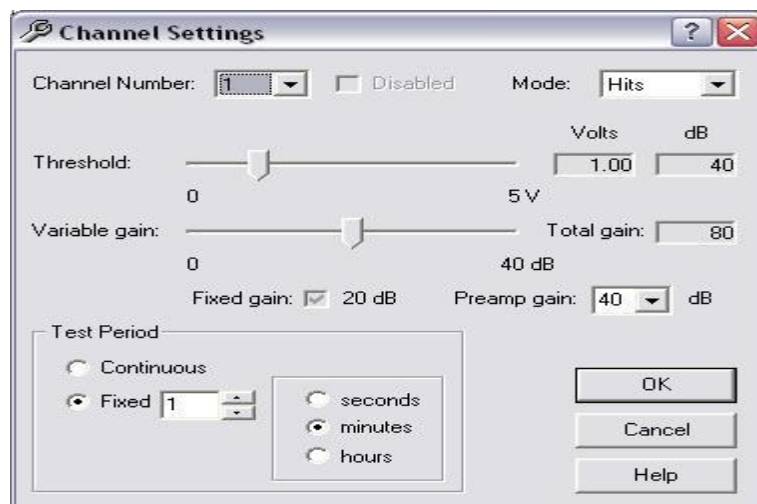 Channel Settings
Channel Number: 1 Disabled Mode: Hits
Volts dB
Threshold: 1.00 40
0 5 V
Variable gain: Total gain: 80
0 40 dB
Fixed gain: 20 dB Preamp gain: 40 dB
Test Period
Continuous
Fixed 1
seconds
minutes
hours
OK
Cancel
Help